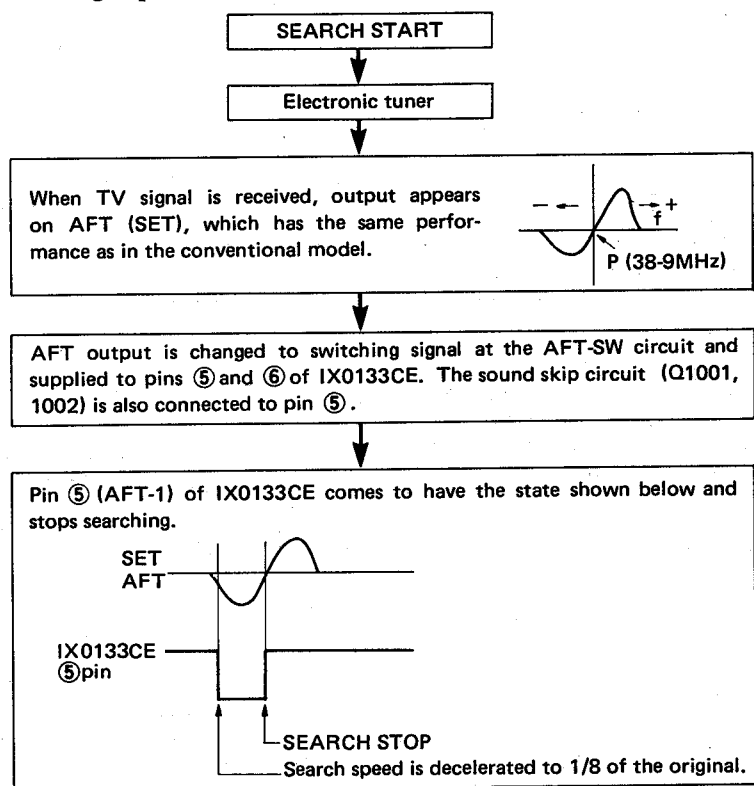 SEARCH START
Electronic tuner
When TV signal is received, output appears
on AFT (SET), which has the same perfor-
mance as in the conventional model.
− ← → +
f
P (38-9MHz)
AFT output is changed to switching signal at the AFT-SW circuit and
supplied to pins ⑤ and ⑥ of IX0133CE. The sound skip circuit (Q1001,
1002) is also connected to pin ⑤.
Pin ⑤ (AFT-1) of IX0133CE comes to have the state shown below and
stops searching.
SET
AFT
IX0133CE
⑤pin
SEARCH STOP
Search speed is decelerated to 1/8 of the original.